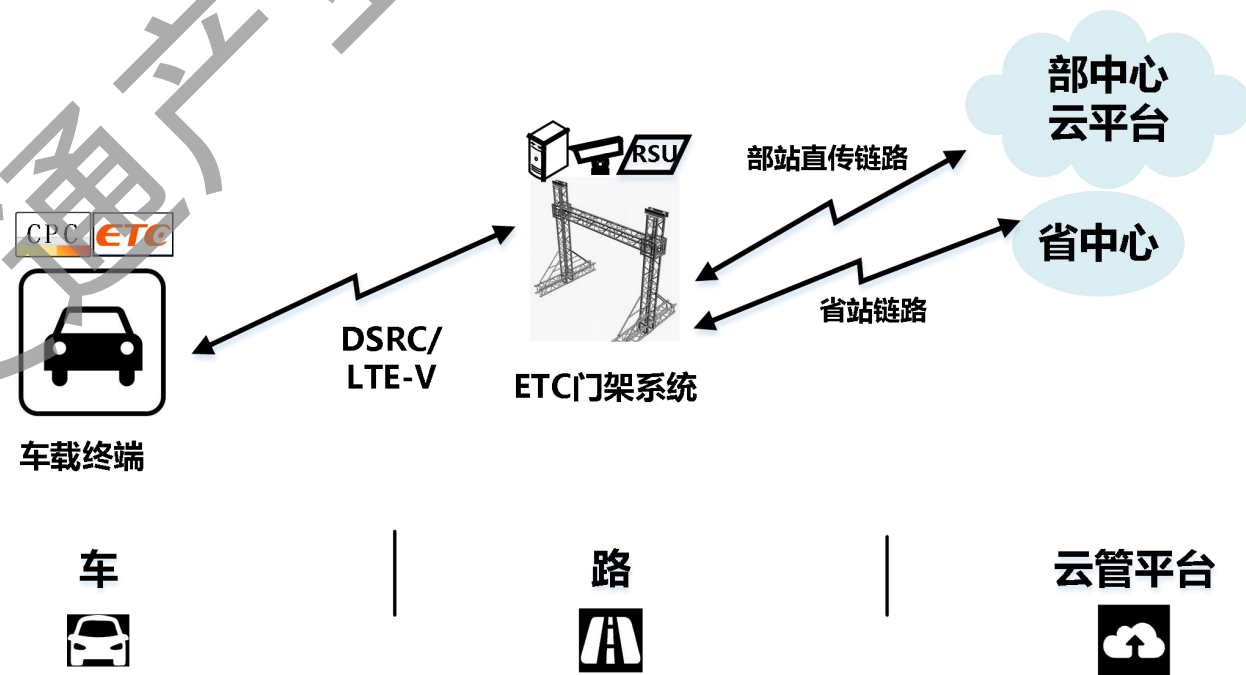 部中心
云平台
RSU
部站直传链路
CPC ETC
省中心
省站链路
DSRC/
LTE-V
ETC门架系统
车载终端
车
路
云管平台
通产